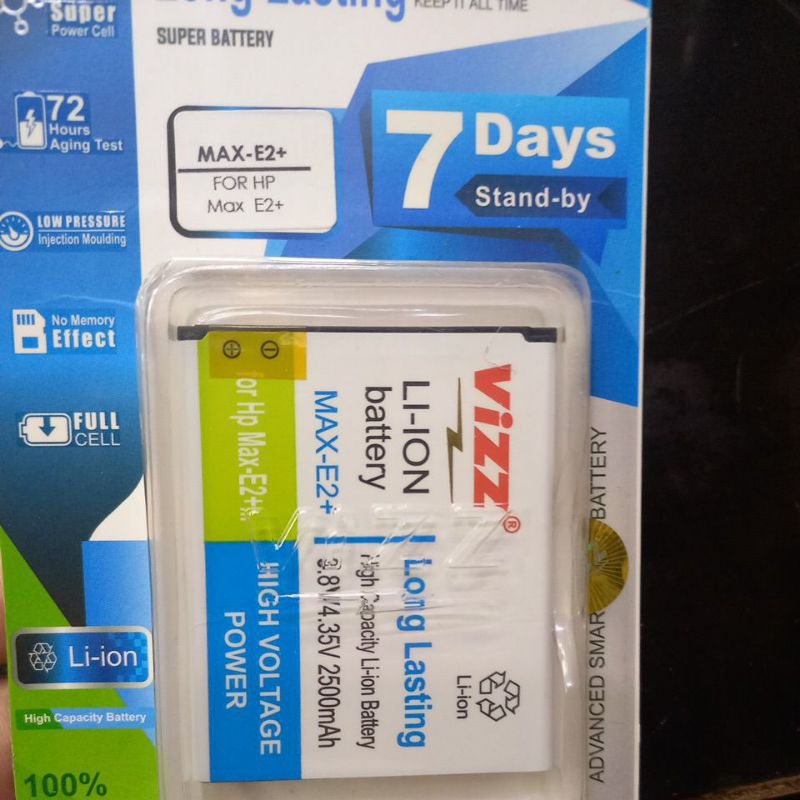 Long Lasting
KEEP IT ALL TIME
SUPER BATTERY
Super
Power Cell
72
Hours
Aging Test
LOW PRESSURE
Injection Moulding
No Memory
Effect
FULL
CELL
Li-ion
High Capacity Battery
100%
MAX-E2+
FOR HP
Max E2+
7 Days
Stand-by
Vizz®
LI-ION
battery
MAX-E2+
for Hp Max-E2+
Long Lasting
High Capacity Li-ion Battery
3.8V/4.35V 2500mAh
HIGH VOLTAGE
POWER
Li-ion
ADVANCED SMAR
BATTERY